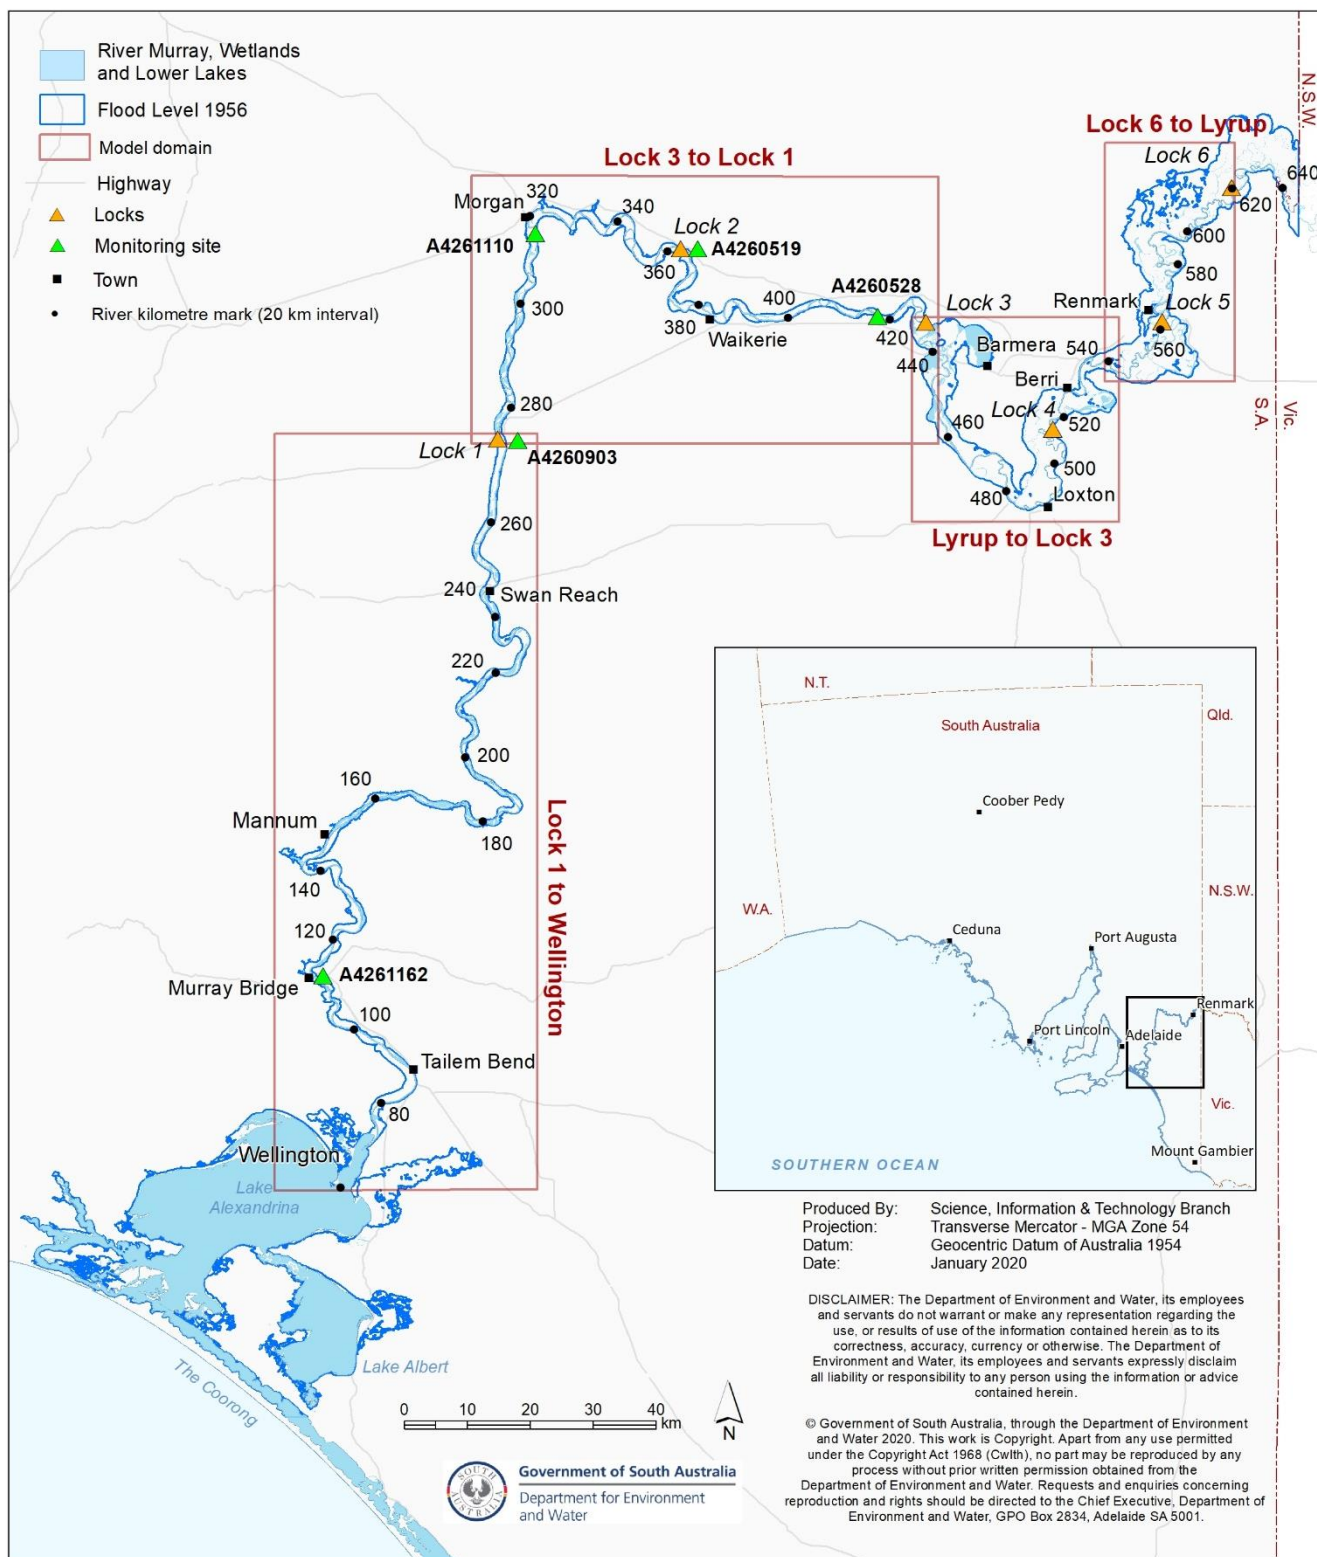 River Murray, Wetlands
and Lower Lakes
Flood Level 1956
Model domain
Highway
Locks
Monitoring site
Town
River kilometre mark (20 km interval)
N.S.W.
Lock 6 to Lyrup
Lock 6
640
620
600
580
Renmark
Lock 5
560
Lock 3 to Lock 1
Morgan
320
340
Lock 2
A4261110
A4260519
360
A4260528
300
400
380
Waikerie
420
Lock 3
440
Barmera
540
Berri
Lock 4
520
S.A.
Vic.
280
460
Lock 1
A4260903
500
480
Loxton
Lyrup to Lock 3
260
240
Swan Reach
220
200
160
Mannum
180
140
Lock 1 to Wellington
120
A4261162
Murray Bridge
100
Tailem Bend
80
Wellington
Lake
Alexandrina
Lake Albert
The Coorong
N.T.
Qld.
South Australia
Coober Pedy
W.A.
N.S.W.
Ceduna
Port Augusta
Renmark
Port Lincoln
Adelaide
Vic.
SOUTHERN OCEAN
Mount Gambier
Produced By: Science, Information & Technology Branch
Projection: Transverse Mercator - MGA Zone 54
Datum: Geocentric Datum of Australia 1954
Date: January 2020
DISCLAIMER: The Department of Environment and Water, its employees
and servants do not warrant or make any representation regarding the
use, or results of use of the information contained herein as to its
correctness, accuracy, currency or otherwise. The Department of
Environment and Water, its employees and servants expressly disclaim
all liability or responsibility to any person using the information or advice
contained herein.
0 10 20 30 40
km
N
© Government of South Australia, through the Department of Environment
and Water 2020. This work is Copyright. Apart from any use permitted
under the Copyright Act 1968 (Cwlth), no part may be reproduced by any
process without prior written permission obtained from the
Department of Environment and Water. Requests and enquiries concerning
reproduction and rights should be directed to the Chief Executive, Department of
Environment and Water, GPO Box 2834, Adelaide SA 5001.
SOUTH
AUSTRALIA
Government of South Australia
Department for Environment
and Water